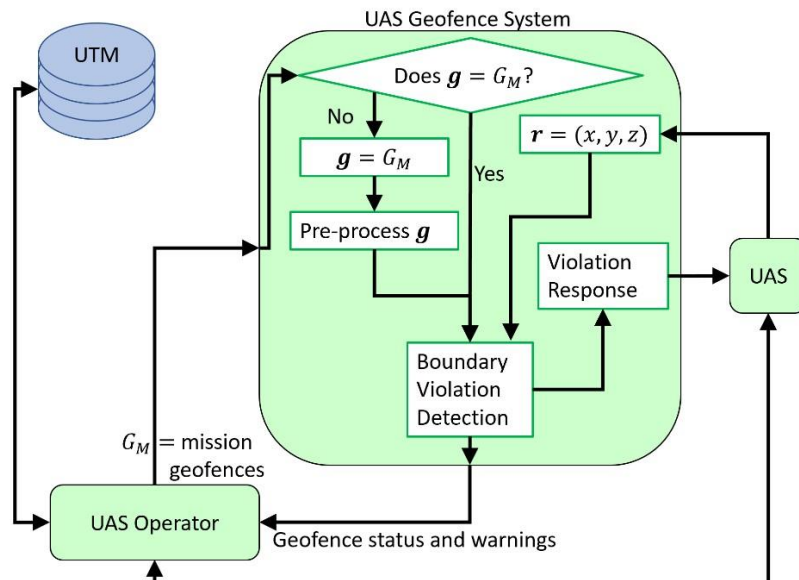 UAS Geofence System
UTM
Does 𝒈 = G_M?
No
𝒈 = G_M
Yes
𝒓 = (x, y, z)
Pre-process 𝒈
Violation
Response
UAS
Boundary
Violation
Detection
G_M = mission
geofences
UAS Operator
Geofence status and warnings